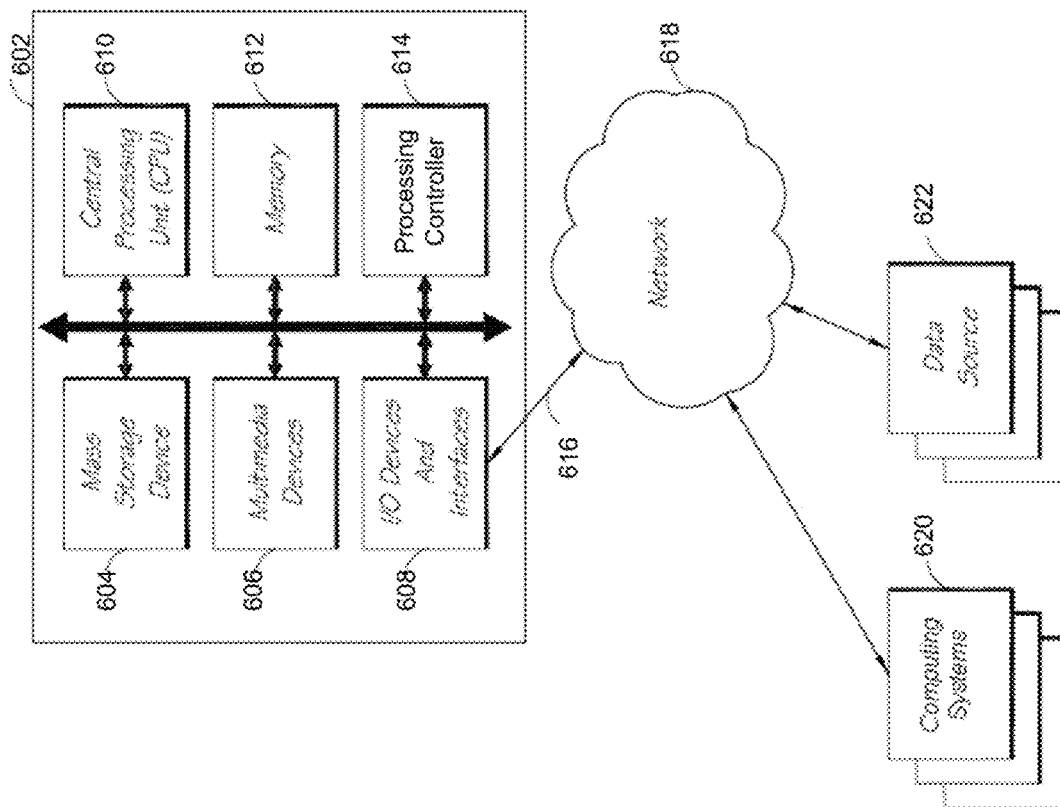 602
604
Mass
Storage
Device
Central
Processing
Unit (CPU)
610
606
Multimedia
Devices
Memory
612
608
I/O Devices
And
Interfaces
Processing
Controller
614
616
Network
618
620
Computing
Systems
Data
Source
622